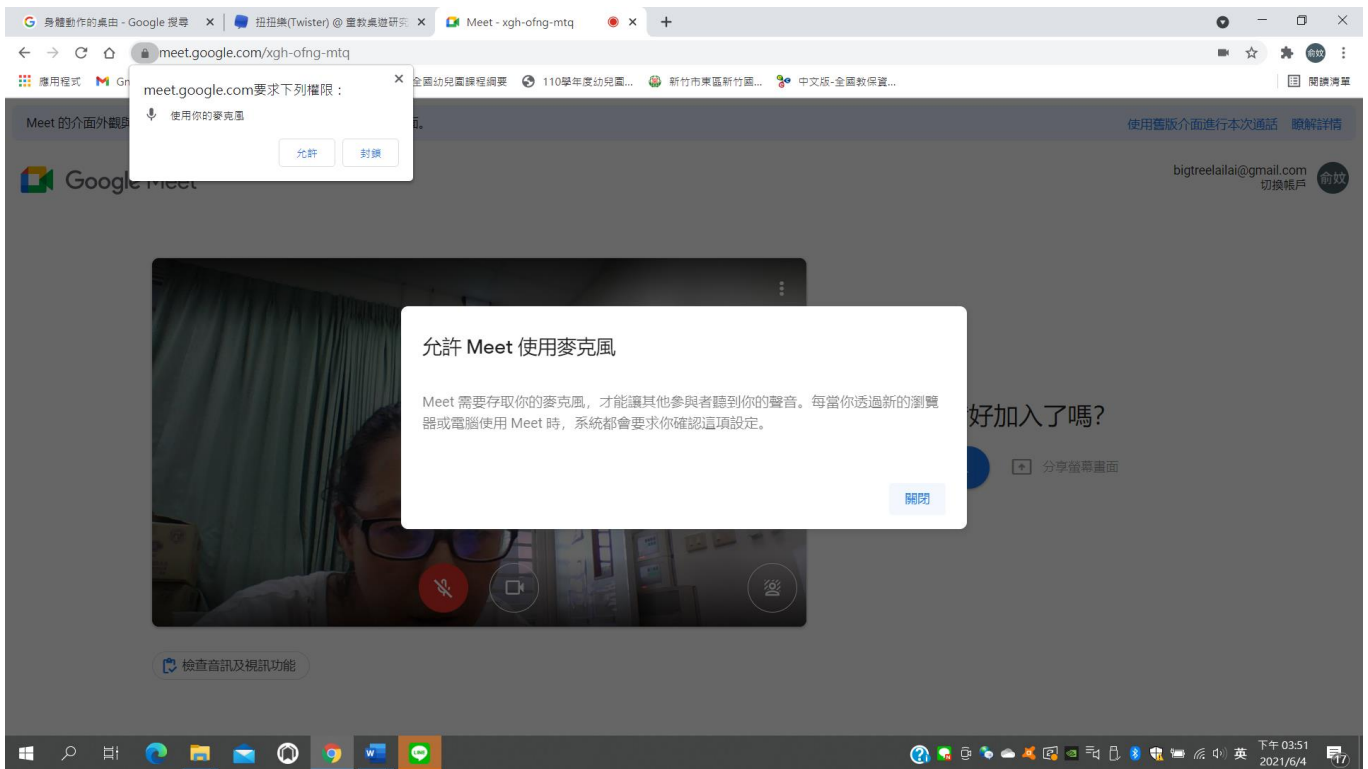 身體動作的桌由 - Google 搜尋
扭扭樂(Twister) @ 童教桌遊研究
Meet - xgh-ofng-mtq
meet.google.com/xgh-ofng-mtq
俞妏
應用程式
Gm
全國幼兒園課程綱要
110學年度幼兒園...
新竹市東區新竹國...
中文版-全國教保資...
閱讀清單
meet.google.com要求下列權限：
使用你的麥克風
允許
封鎖
Meet 的介面外觀與
面。
使用舊版介面進行本次通話
瞭解詳情
Google Meet
bigtreelailai@gmail.com
切換帳戶
俞妏
允許 Meet 使用麥克風
Meet 需要存取你的麥克風，才能讓其他參與者聽到你的聲音。每當你透過新的瀏覽
器或電腦使用 Meet 時，系統都會要求你確認這項設定。
關閉
好加入了嗎?
分享螢幕畫面
檢查音訊及視訊功能
英
下午 03:51
2021/6/4
17